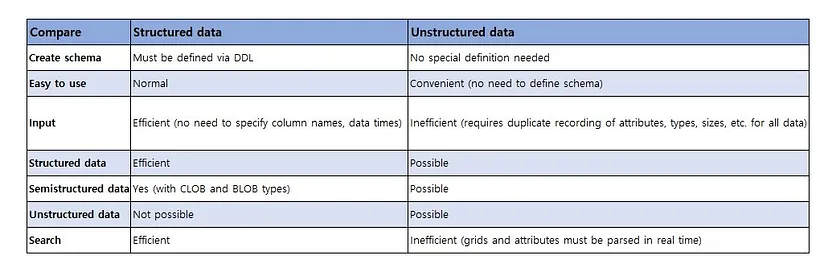 Compare Structured data Unstructured data
Create schema Must be defined via DDL No special definition needed
Easy to use Normal Convenient (no need to define schema)
Input Efficient (no need to specify column names, data times) Inefficient (requires duplicate recording of attributes, types, sizes, etc. for all data)
Structured data Efficient Possible
Semistructured data Yes (with CLOB and BLOB types) Possible
Unstructured data Not possible Possible
Search Efficient Inefficient (grids and attributes must be parsed in real time)